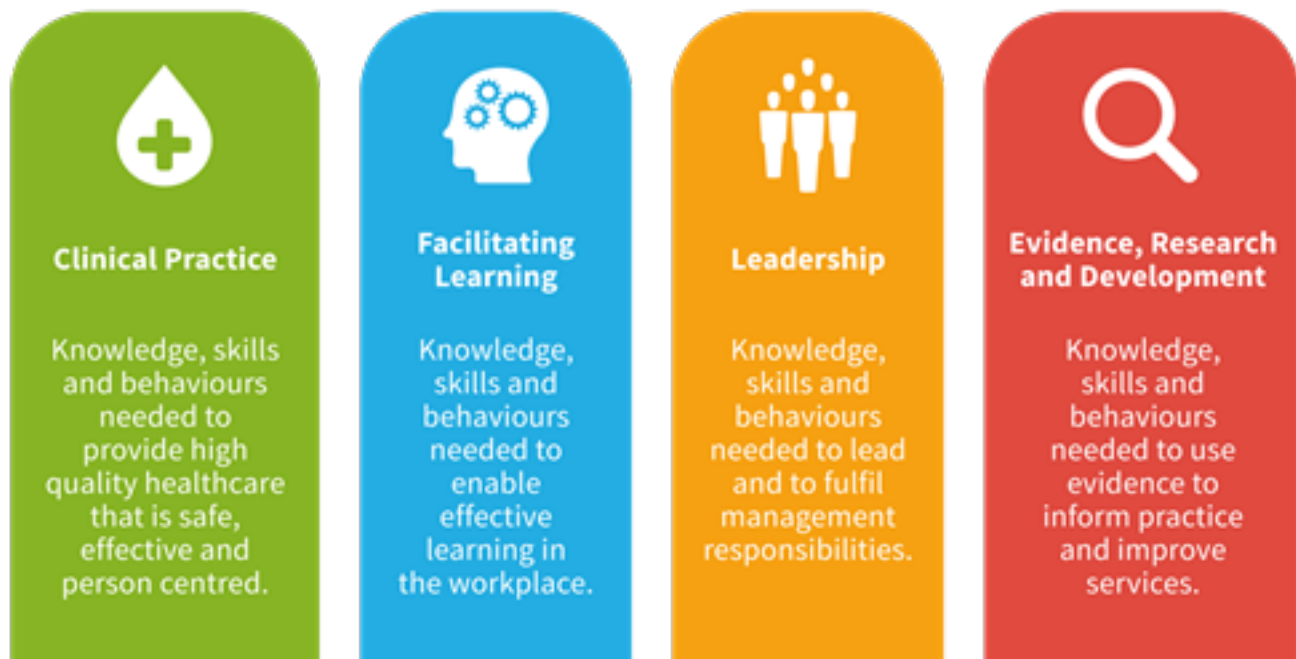 Clinical Practice
Knowledge, skills
and behaviours
needed to
provide high
quality healthcare
that is safe,
effective and
person centred.
Facilitating
Learning
Knowledge,
skills and
behaviours
needed to
enable
effective
learning in
the workplace.
Leadership
Knowledge,
skills and
behaviours
needed to lead
and to fulfil
management
responsibilities.
Evidence, Research
and Development
Knowledge,
skills and
behaviours
needed to use
evidence to
inform practice
and improve
services.